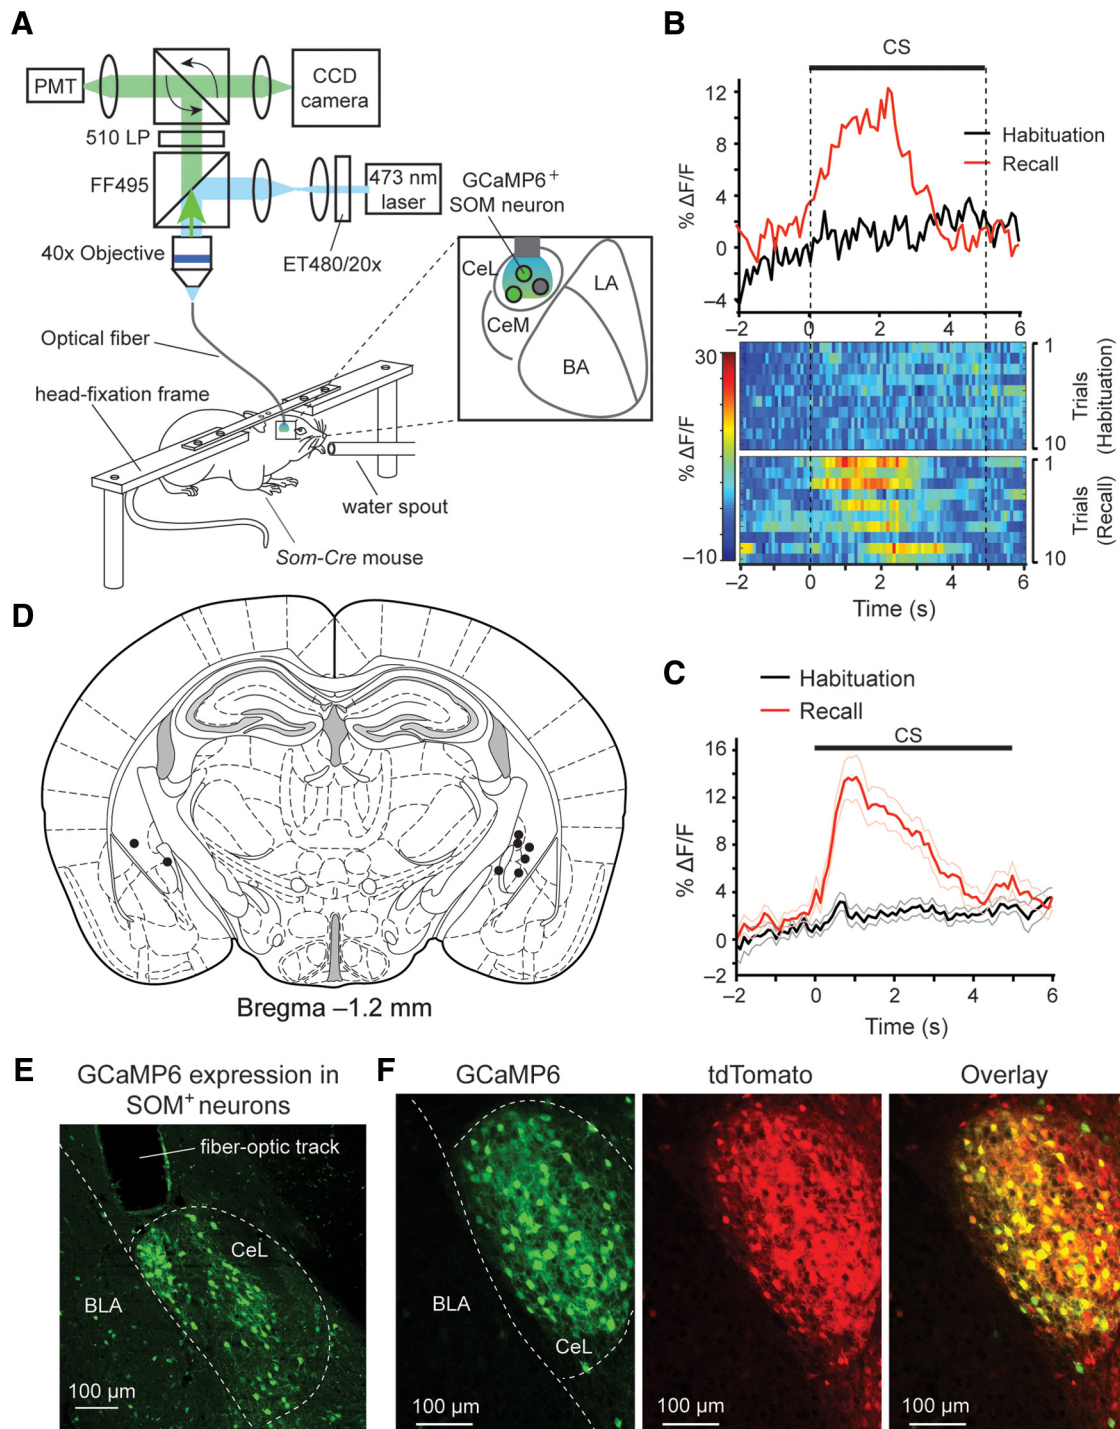 A
PMT
CCD
camera
510 LP
FF495
473 nm
laser
40x Objective
ET480/20x
GCaMP6+
SOM neuron
CeL
LA
CeM
BA
Optical fiber
head-fixation frame
water spout
Som-Cre mouse
B
CS
12
8
4
0
−4
% ΔF/F
Habituation
Recall
−2
0
2
4
6
30
% ΔF/F
−10
1
10
Trials
(Habituation)
1
10
Trials
(Recall)
−2
0
2
4
6
Time (s)
D
Bregma −1.2 mm
C
Habituation
Recall
CS
16
12
8
4
0
−2
% ΔF/F
−2
0
2
4
6
Time (s)
E
GCaMP6 expression in
SOM+ neurons
fiber-optic track
CeL
BLA
100 µm
F
GCaMP6
tdTomato
Overlay
BLA
CeL
100 µm
100 µm
100 µm